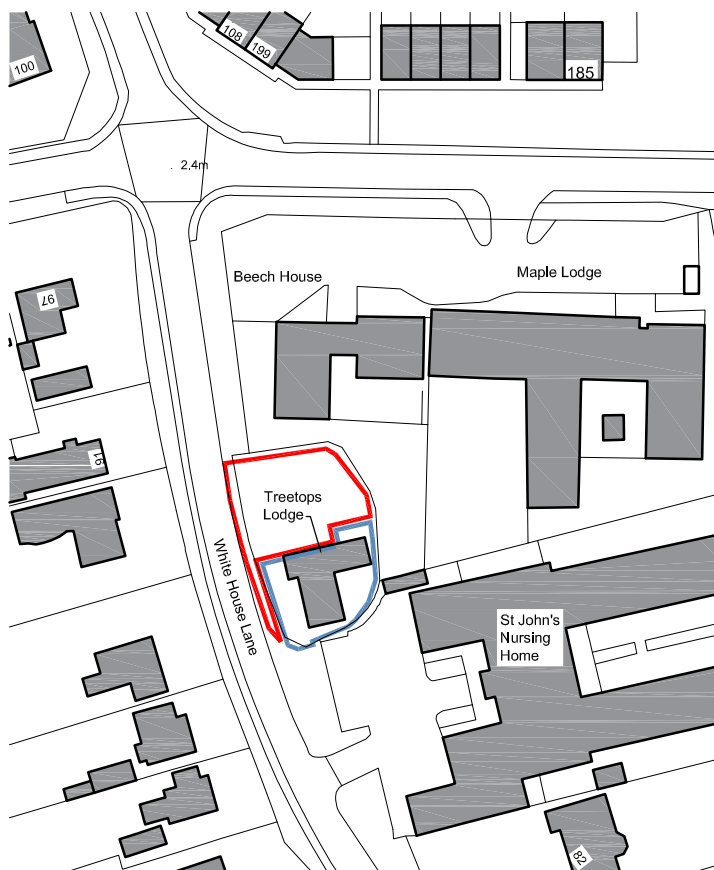 108
199
100
185
2.4m
Beech House
Maple Lodge
97
91
Treetops
Lodge
White House Lane
St John's
Nursing
Home
82